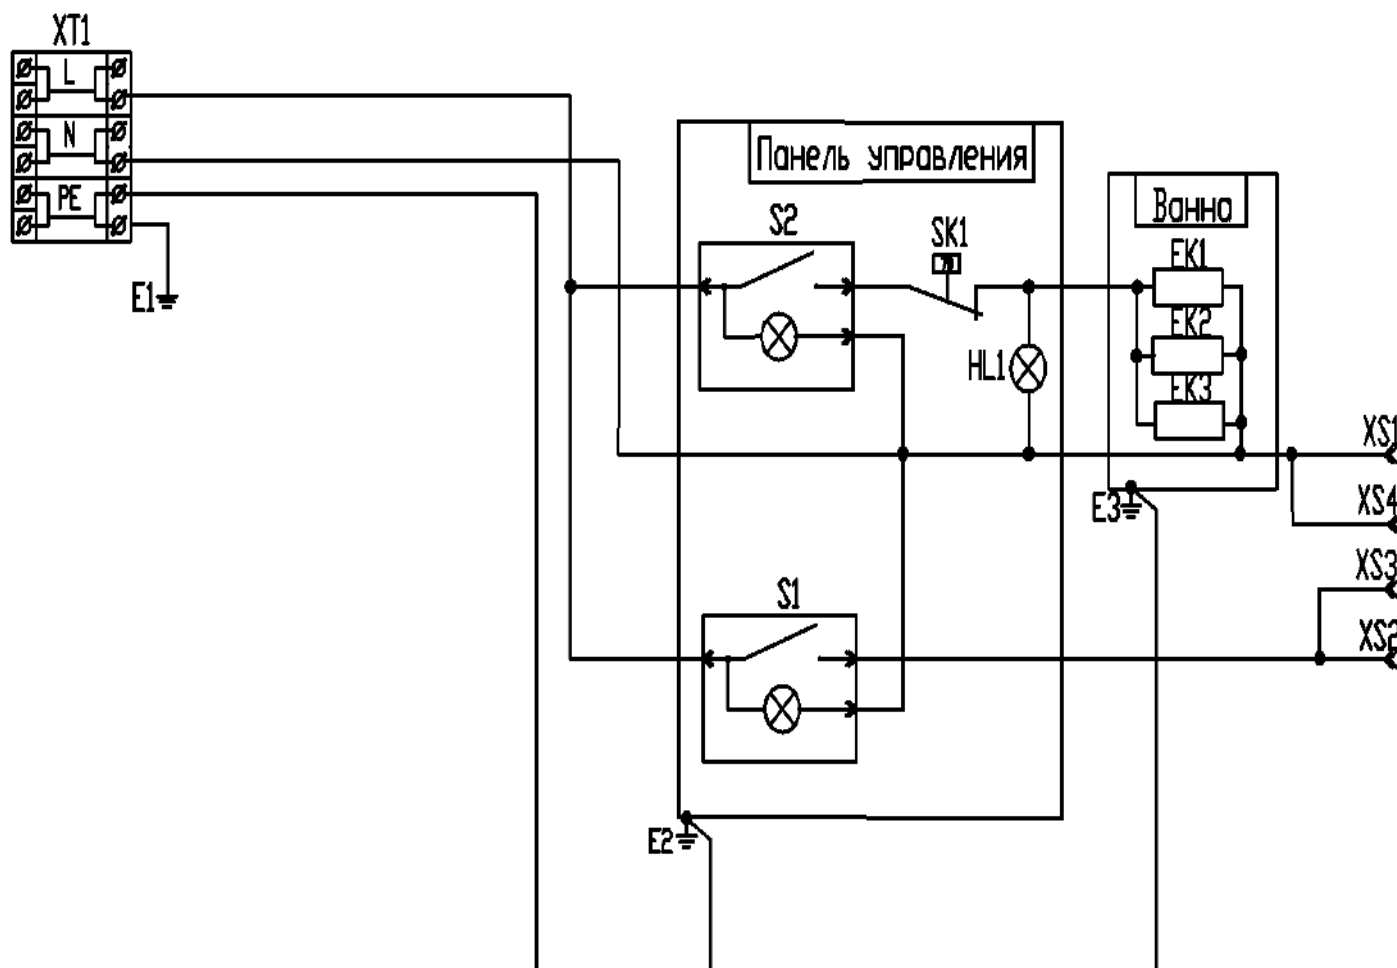 XT1
L
N
PE
E1
Панель управления
S2
SK1
70
HL1
Ванна
EK1
EK2
EK3
E3
XS1
XS4
XS3
XS2
S1
E2